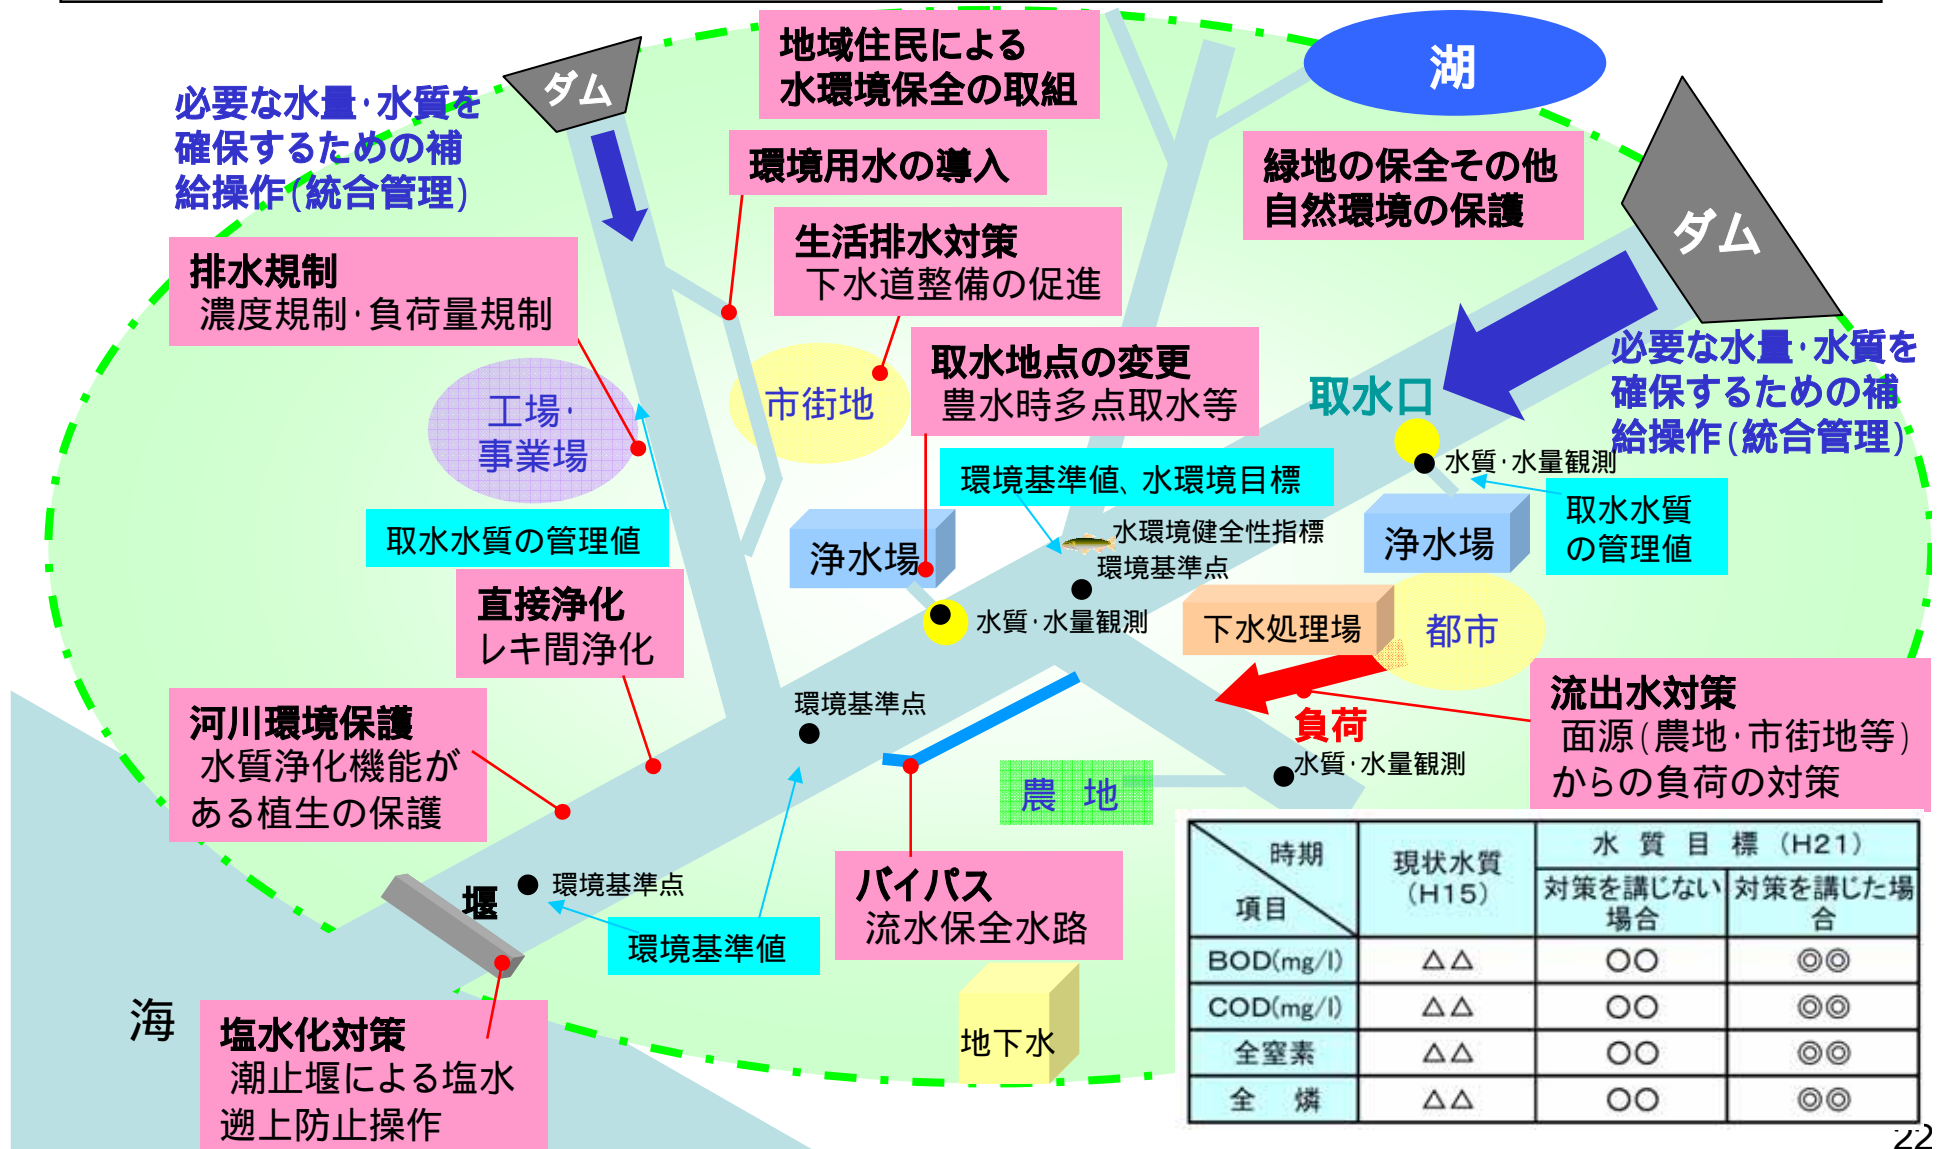 地域住民による
水環境保全の取組
湖
ダム
必要な水量・水質を
確保するための補
給操作(統合管理)
環境用水の導入
緑地の保全その他
自然環境の保護
ダム
生活排水対策
下水道整備の促進
排水規制
濃度規制・負荷量規制
取水地点の変更
豊水時多点取水等
必要な水量・水質を
確保するための補
給操作(統合管理)
取水口
市街地
工場・
事業場
水質・水量観測
環境基準値、水環境目標
取水水質
の管理値
取水水質の管理値
浄水場
水環境健全性指標
環境基準点
浄水場
直接浄化
レキ間浄化
水質・水量観測
下水処理場
都市
河川環境保護
水質浄化機能が
ある植生の保護
環境基準点
負荷
流出水対策
面源(農地・市街地等)
からの負荷の対策
水質・水量観測
農 地
堰
環境基準点
環境基準値
バイパス
流水保全水路
海
塩水化対策
潮止堰による塩水
遡上防止操作
地下水
時期
項目
現状水質
(H15)
水 質 目 標 (H21)
対策を講じない
場合
対策を講じた場
合
BOD(mg/l) △△ ○○ ◎◎
COD(mg/l) △△ ○○ ◎◎
全窒素 △△ ○○ ◎◎
全 燐 △△ ○○ ◎◎
22